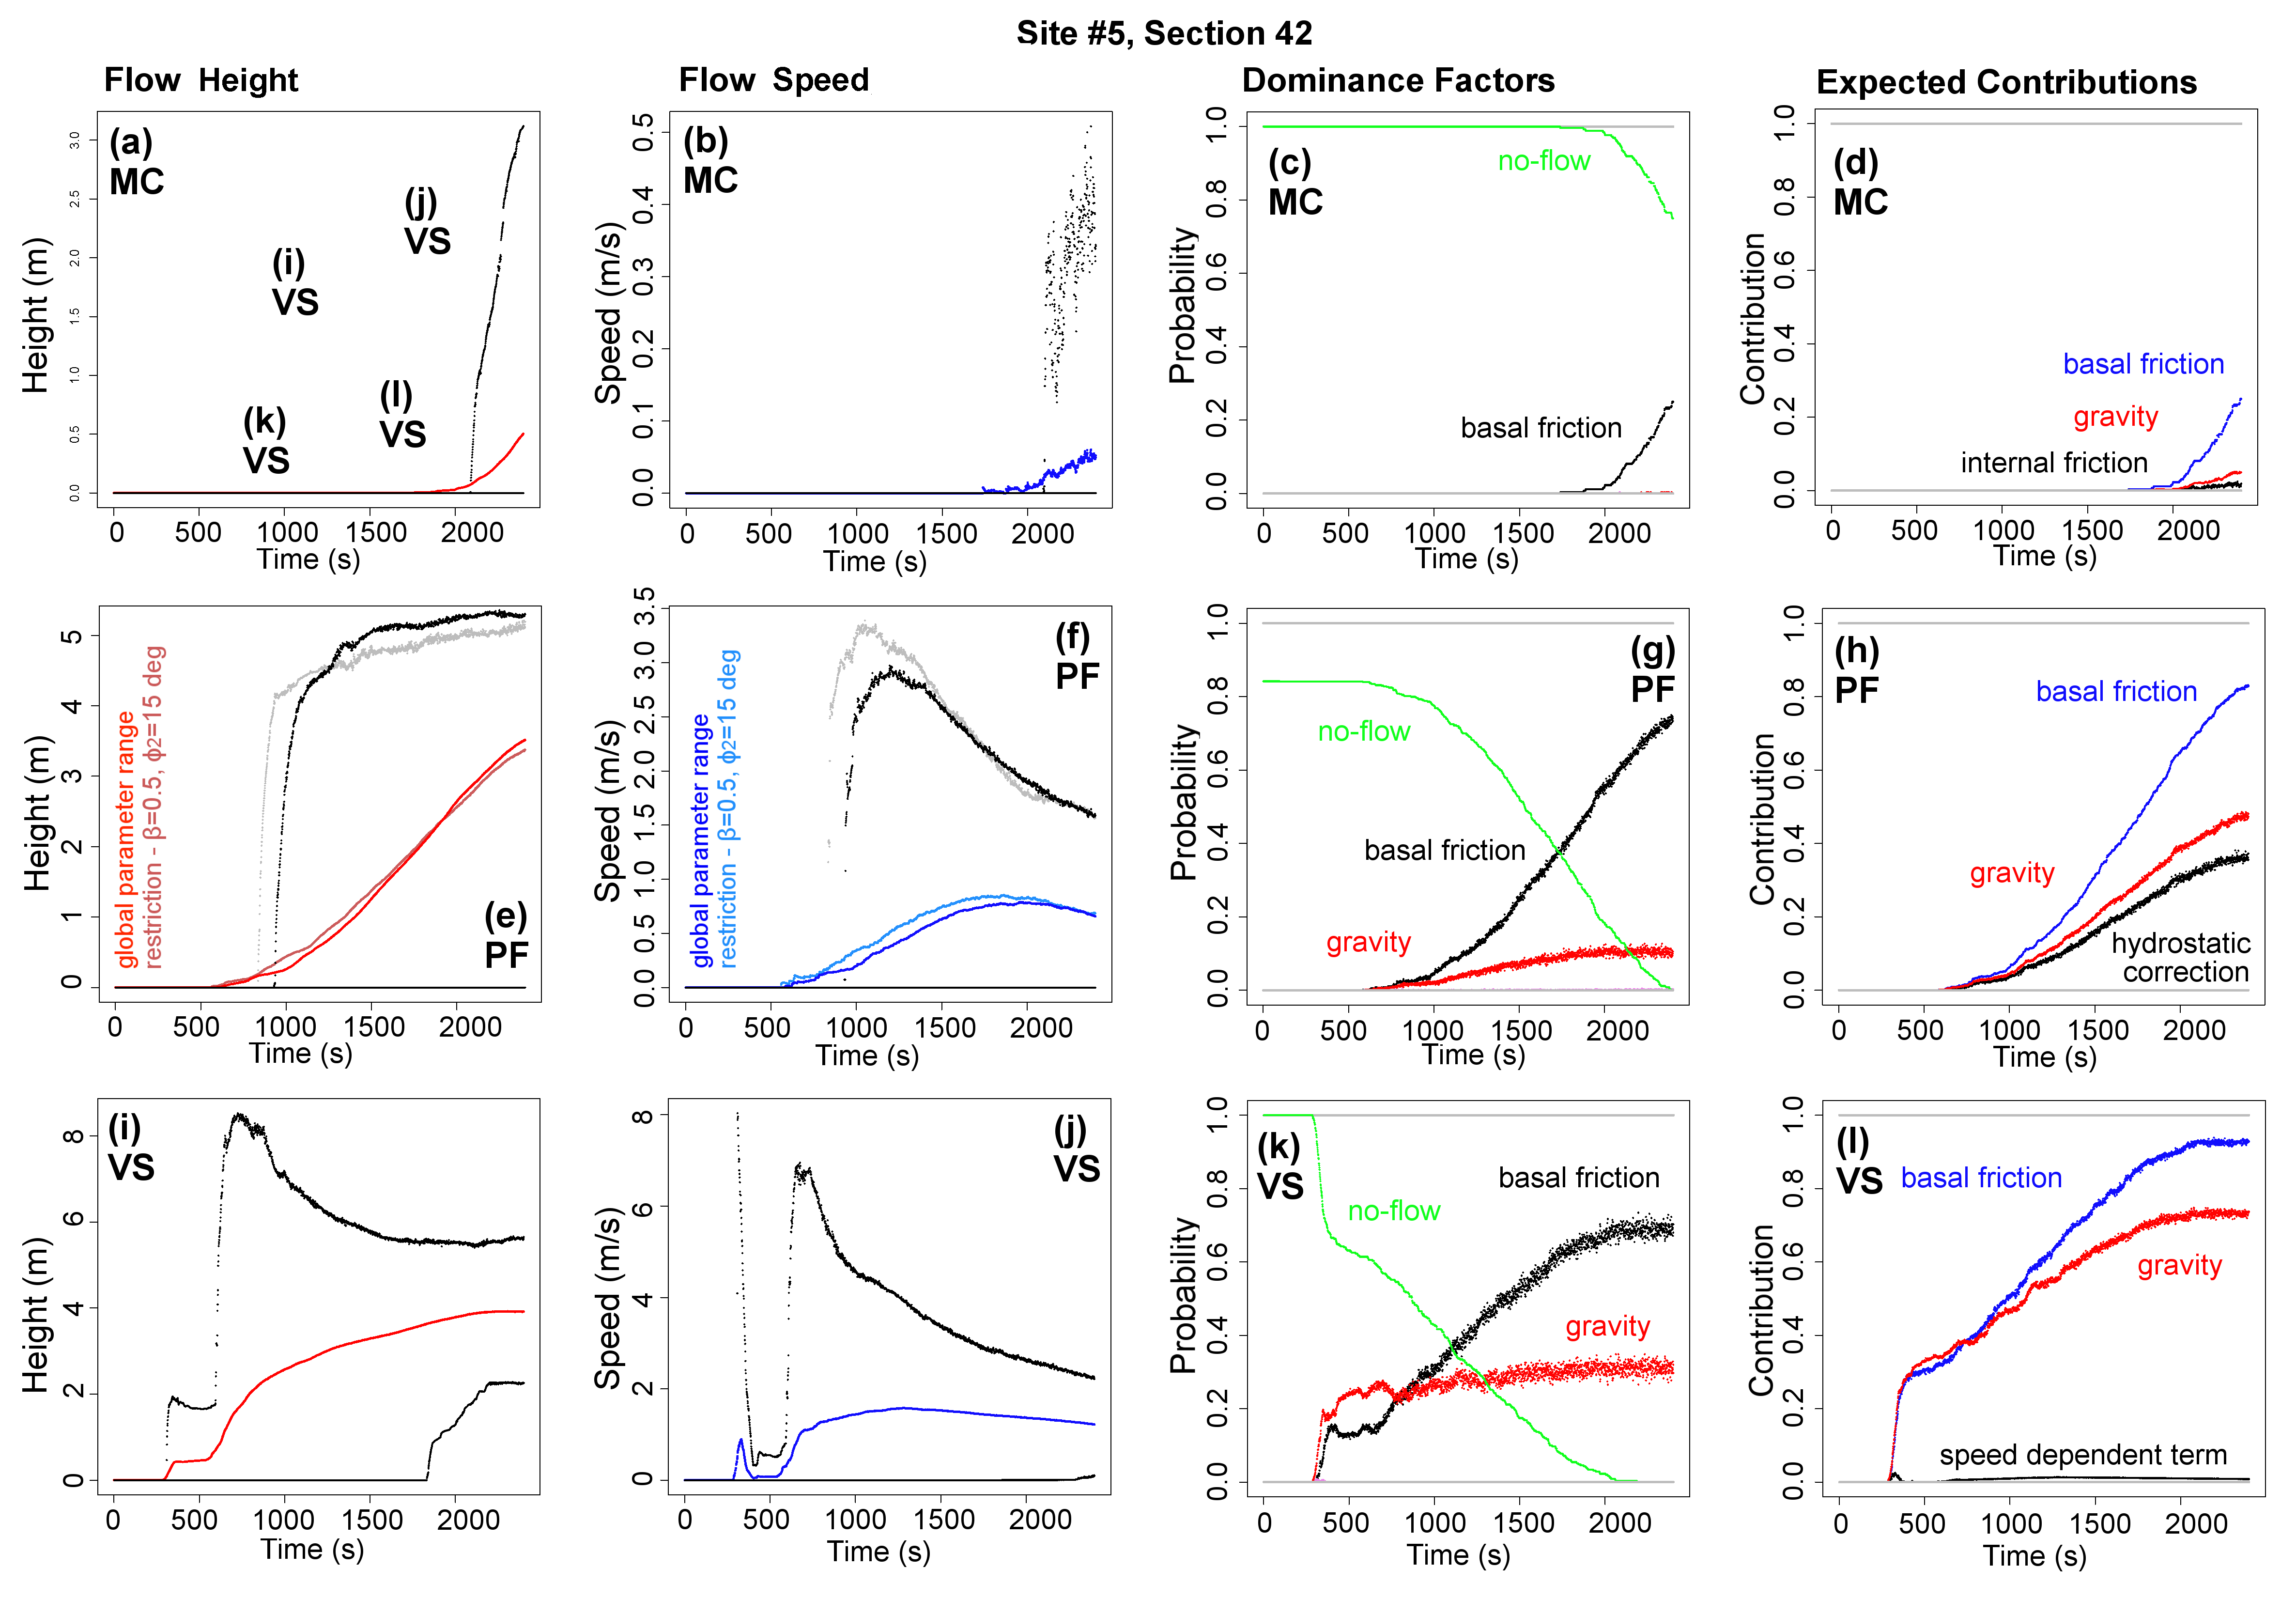 Site #5, Section 42
Flow Height
Flow Speed
Dominance Factors
Expected Contributions
(a)
MC
(i)
VS
(j)
VS
(k)
VS
(l)
VS
Height (m)
0.0 0.5 1.0 1.5 2.0 2.5 3.0
0 500 1000 1500 2000
Time (s)
(b)
MC
Speed (m/s)
0.0 0.1 0.2 0.3 0.4 0.5
0 500 1000 1500 2000
Time (s)
(c)
MC
no-flow
basal friction
Probability
0.0 0.2 0.4 0.6 0.8 1.0
0 500 1000 1500 2000
Time (s)
(d)
MC
basal friction
gravity
internal friction
Contribution
0.0 0.2 0.4 0.6 0.8 1.0
0 500 1000 1500 2000
Time (s)
global parameter range
restriction - β=0.5, ϕ2=15 deg
(e)
PF
Height (m)
0 1 2 3 4 5
0 500 1000 1500 2000
Time (s)
global parameter range
restriction - β=0.5, ϕ2=15 deg
(f)
PF
Speed (m/s)
0.0 0.5 1.0 1.5 2.0 2.5 3.0 3.5
0 500 1000 1500 2000
Time (s)
(g)
PF
no-flow
basal friction
gravity
Probability
0.0 0.2 0.4 0.6 0.8 1.0
0 500 1000 1500 2000
Time (s)
(h)
PF
basal friction
gravity
hydrostatic
correction
Contribution
0.0 0.2 0.4 0.6 0.8 1.0
0 500 1000 1500 2000
Time (s)
(i)
VS
Height (m)
0 2 4 6 8
0 500 1000 1500 2000
Time (s)
(j)
VS
Speed (m/s)
0 2 4 6 8
0 500 1000 1500 2000
Time (s)
(k)
VS
basal friction
no-flow
gravity
Probability
0.0 0.2 0.4 0.6 0.8 1.0
0 500 1000 1500 2000
Time (s)
(l)
VS
basal friction
gravity
speed dependent term
Contribution
0.0 0.2 0.4 0.6 0.8 1.0
0 500 1000 1500 2000
Time (s)